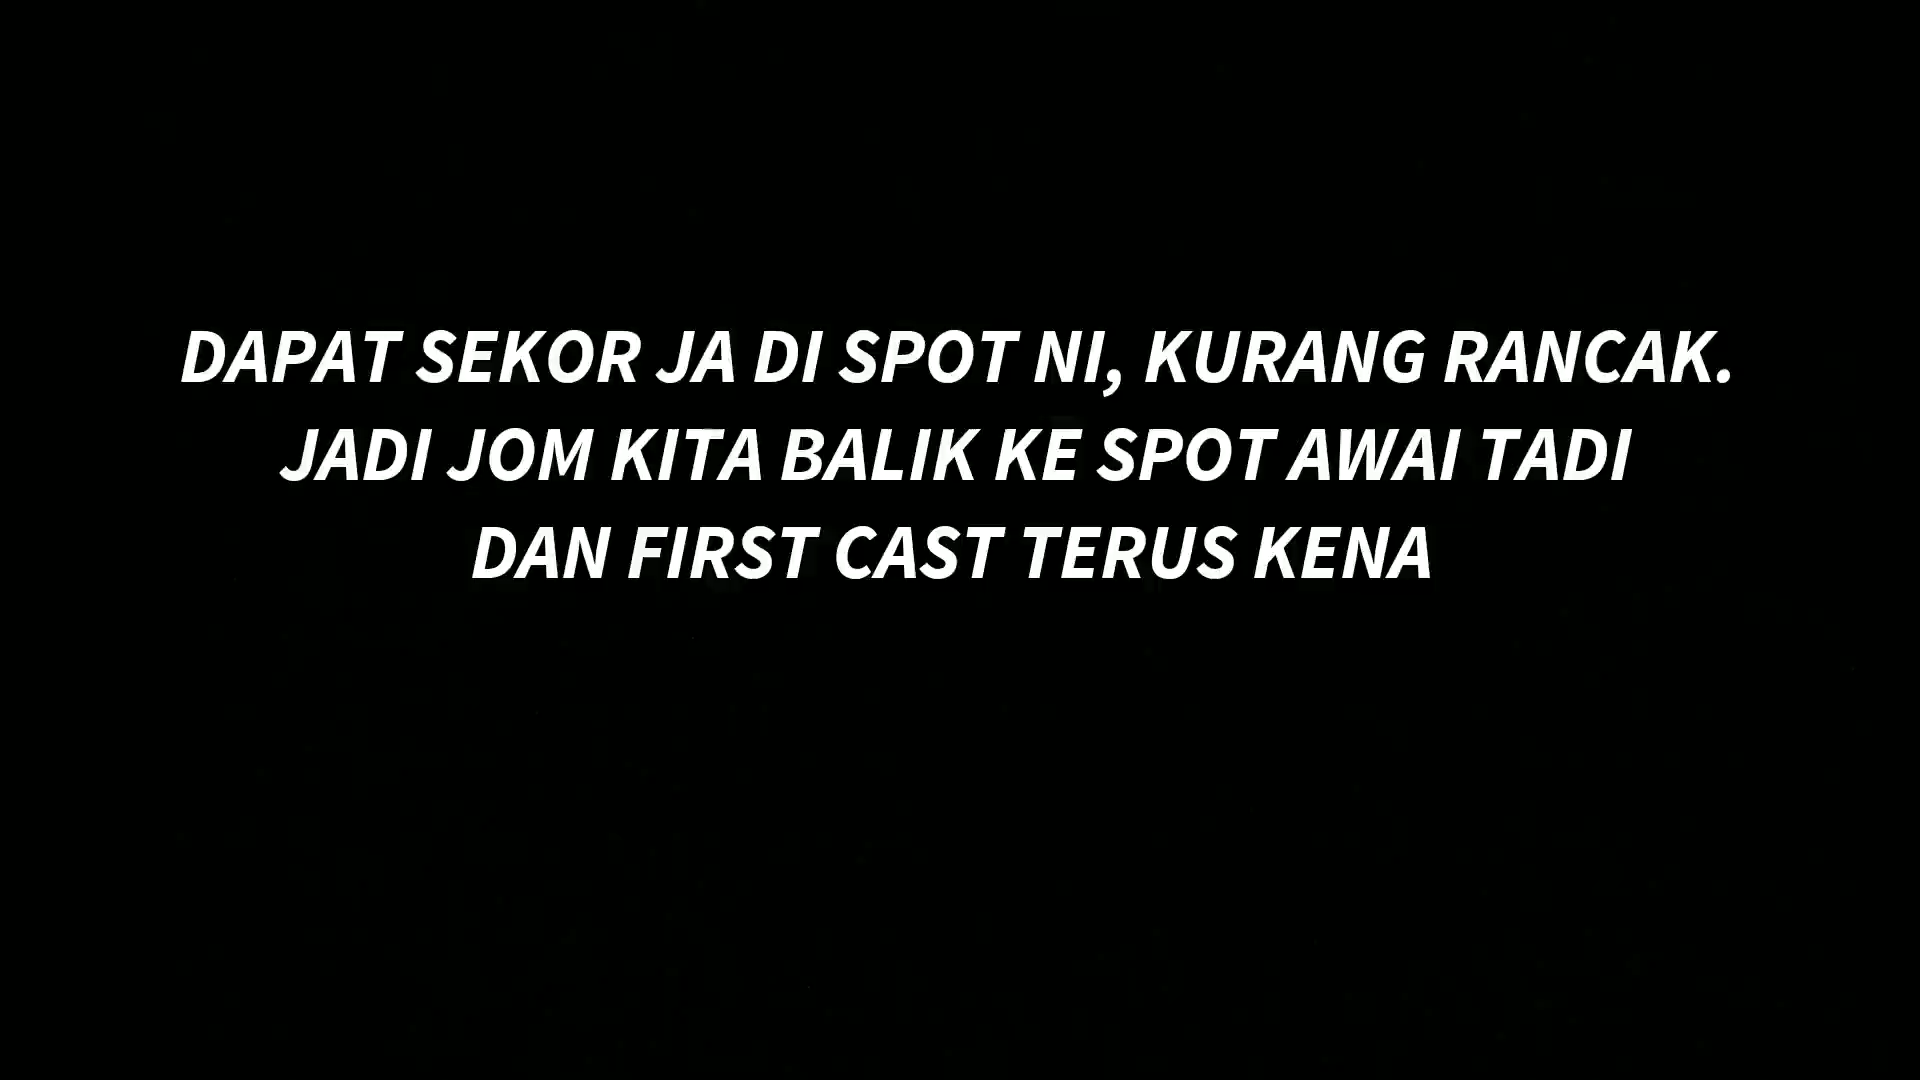 DAPAT SEKOR JA DI SPOT NI, KURANG RANCAK.
JADI JOM KITA BALIK KE SPOT AWAI TADI
DAN FIRST CAST TERUS KENA